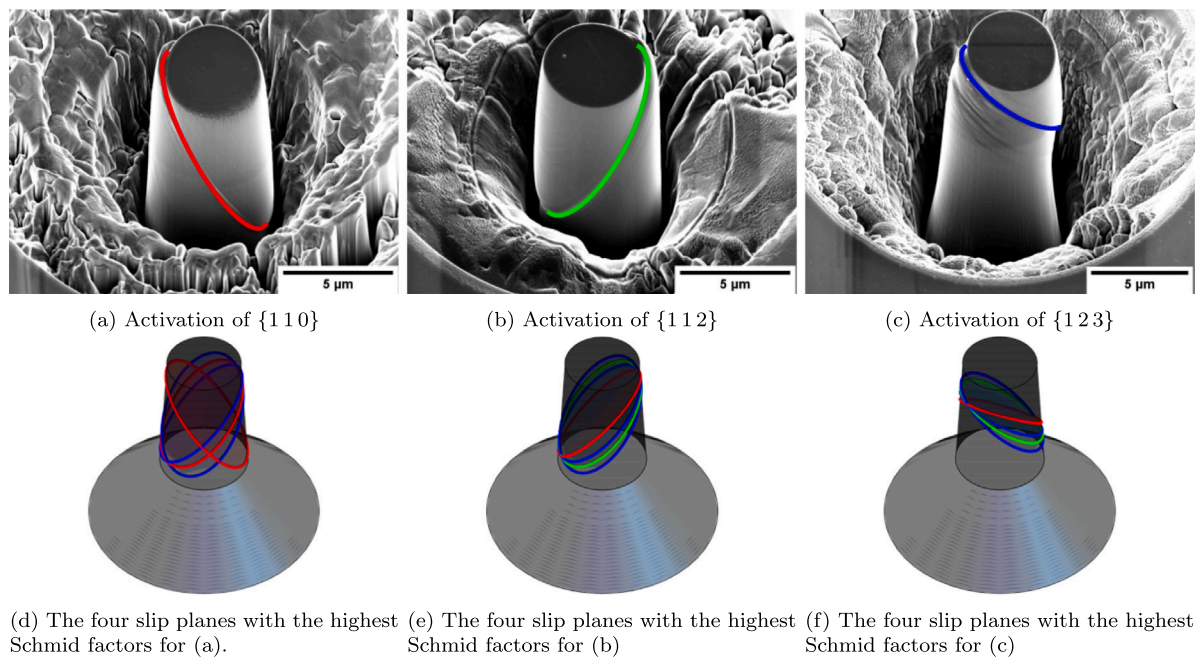 5 µm
5 µm
5 µm
(a) Activation of {1 1 0}
(b) Activation of {1 1 2}
(c) Activation of {1 2 3}
(d) The four slip planes with the highest
Schmid factors for (a).
(e) The four slip planes with the highest
Schmid factors for (b)
(f) The four slip planes with the highest
Schmid factors for (c)